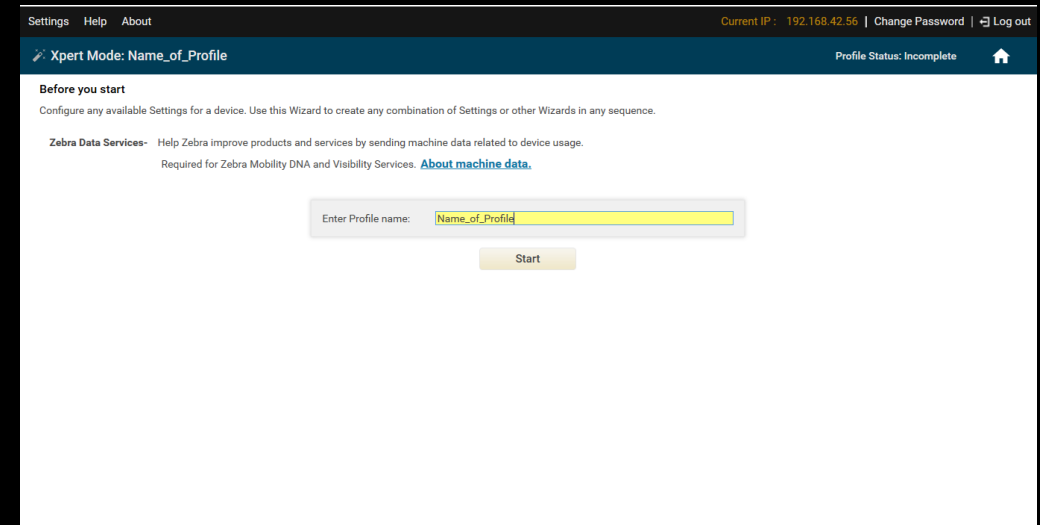 Settings Help About Current IP : 192.168.42.56 | Change Password | Log out
Xpert Mode: Name_of_Profile Profile Status: Incomplete
Before you start
Configure any available Settings for a device. Use this Wizard to create any combination of Settings or other Wizards in any sequence.
Zebra Data Services- Help Zebra improve products and services by sending machine data related to device usage.
Required for Zebra Mobility DNA and Visibility Services. About machine data.
Enter Profile name: Name_of_Profile
Start